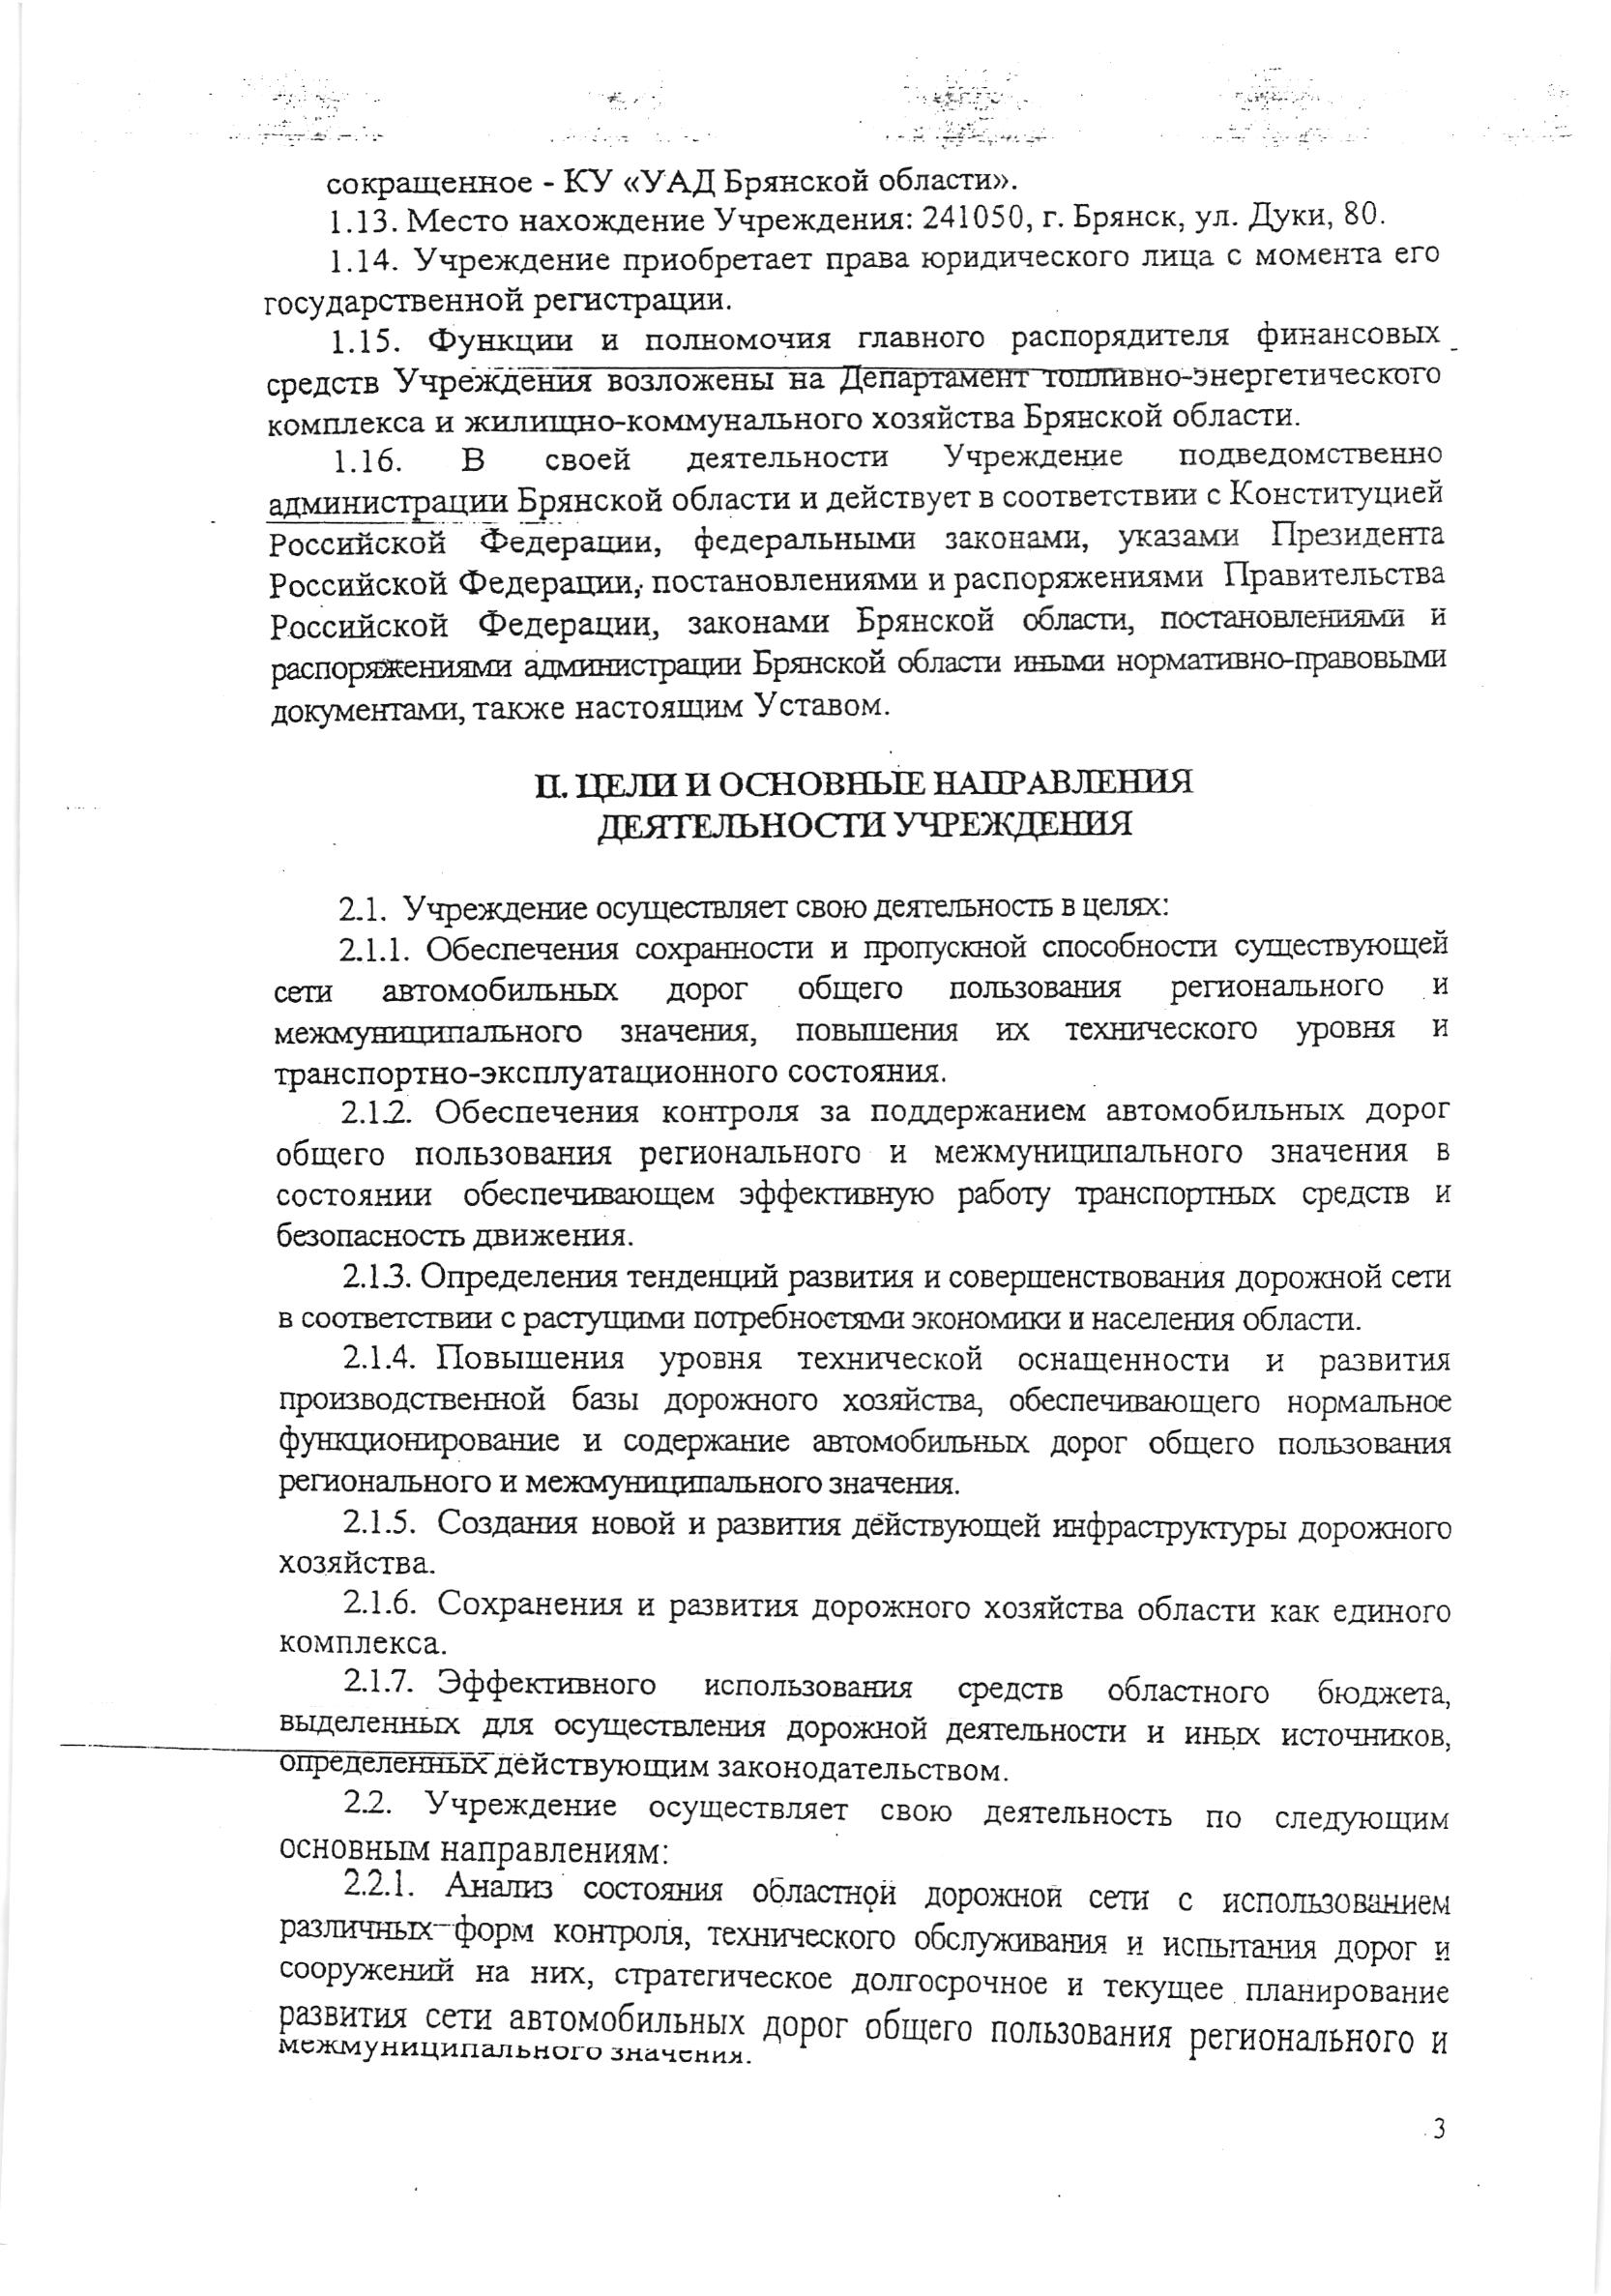 сокращенное - КУ «УАД Брянской области».
1.13. Место нахождение Учреждения: 241050, г. Брянск, ул. Дуки, 80.
1.14. Учреждение приобретает права юридического лица с момента его
государственной регистрации.
1.15. Функции и полномочия главного распорядителя финансовых
средств Учреждения возложены на Департамент топливно-энергетического
комплекса и жилищно-коммунального хозяйства Брянской области.
1.16. В своей деятельности Учреждение подведомственно
администрации Брянской области и действует в соответствии с Конституцией
Российской Федерации, федеральными законами, указами Президента
Российской Федерации, постановлениями и распоряжениями Правительства
Российской Федерации, законами Брянской области, постановлениями и
распоряжениями администрации Брянской области иными нормативно-правовыми
документами, также настоящим Уставом.
II. ЦЕЛИ И ОСНОВНЫЕ НАПРАВЛЕНИЯ
ДЕЯТЕЛЬНОСТИ УЧРЕЖДЕНИЯ
2.1. Учреждение осуществляет свою деятельность в целях:
2.1.1. Обеспечения сохранности и пропускной способности существующей
сети автомобильных дорог общего пользования регионального и
межмуниципального значения, повышения их технического уровня и
транспортно-эксплуатационного состояния.
2.1.2. Обеспечения контроля за поддержанием автомобильных дорог
общего пользования регионального и межмуниципального значения в
состоянии обеспечивающем эффективную работу транспортных средств и
безопасность движения.
2.1.3. Определения тенденций развития и совершенствования дорожной сети
в соответствии с растущими потребностями экономики и населения области.
2.1.4. Повышения уровня технической оснащенности и развития
производственной базы дорожного хозяйства, обеспечивающего нормальное
функционирование и содержание автомобильных дорог общего пользования
регионального и межмуниципального значения.
2.1.5. Создания новой и развития действующей инфраструктуры дорожного
хозяйства.
2.1.6. Сохранения и развития дорожного хозяйства области как единого
комплекса.
2.1.7. Эффективного использования средств областного бюджета,
выделенных для осуществления дорожной деятельности и иных источников,
определенных действующим законодательством.
2.2. Учреждение осуществляет свою деятельность по следующим
основным направлениям:
2.2.1. Анализ состояния областной дорожной сети с использованием
различных форм контроля, технического обслуживания и испытания дорог и
сооружений на них, стратегическое долгосрочное и текущее планирование
развития сети автомобильных дорог общего пользования регионального и
межмуниципального значения.
3